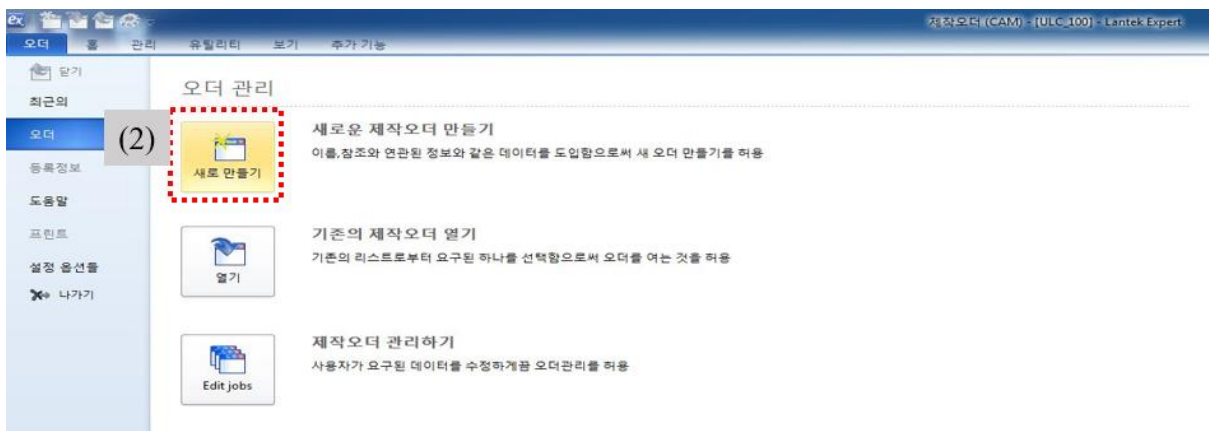 ex 제작오더 (CAM) - [ULC_100] - Lantek Expert
오더 홈 관리 유틸리티 보기 추가 기능
닫기
최근의
오더
등록정보
도움말
프린트
설정 옵션들
나가기
오더 관리
(2)
새로 만들기
새로운 제작오더 만들기
이름,참조와 연관된 정보와 같은 데이터를 도입함으로써 새 오더 만들기를 허용
열기
기존의 제작오더 열기
기존의 리스트로부터 요구된 하나를 선택함으로써 오더를 여는 것을 허용
Edit jobs
제작오더 관리하기
사용자가 요구된 데이터를 수정하게끔 오더관리를 허용